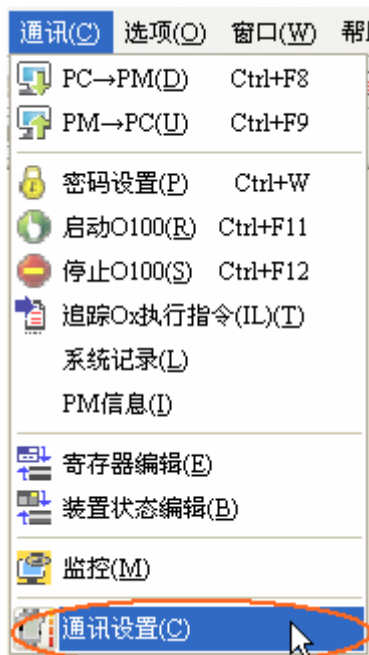 通讯(C) 选项(O) 窗口(W) 帮
PC→PM(D) Ctrl+F8
PM→PC(U) Ctrl+F9
密码设置(P) Ctrl+W
启动O100(R) Ctrl+F11
停止O100(S) Ctrl+F12
追踪Ox执行指令(IL)(T)
系统记录(L)
PM信息(I)
寄存器编辑(E)
装置状态编辑(B)
监控(M)
通讯设置(C)